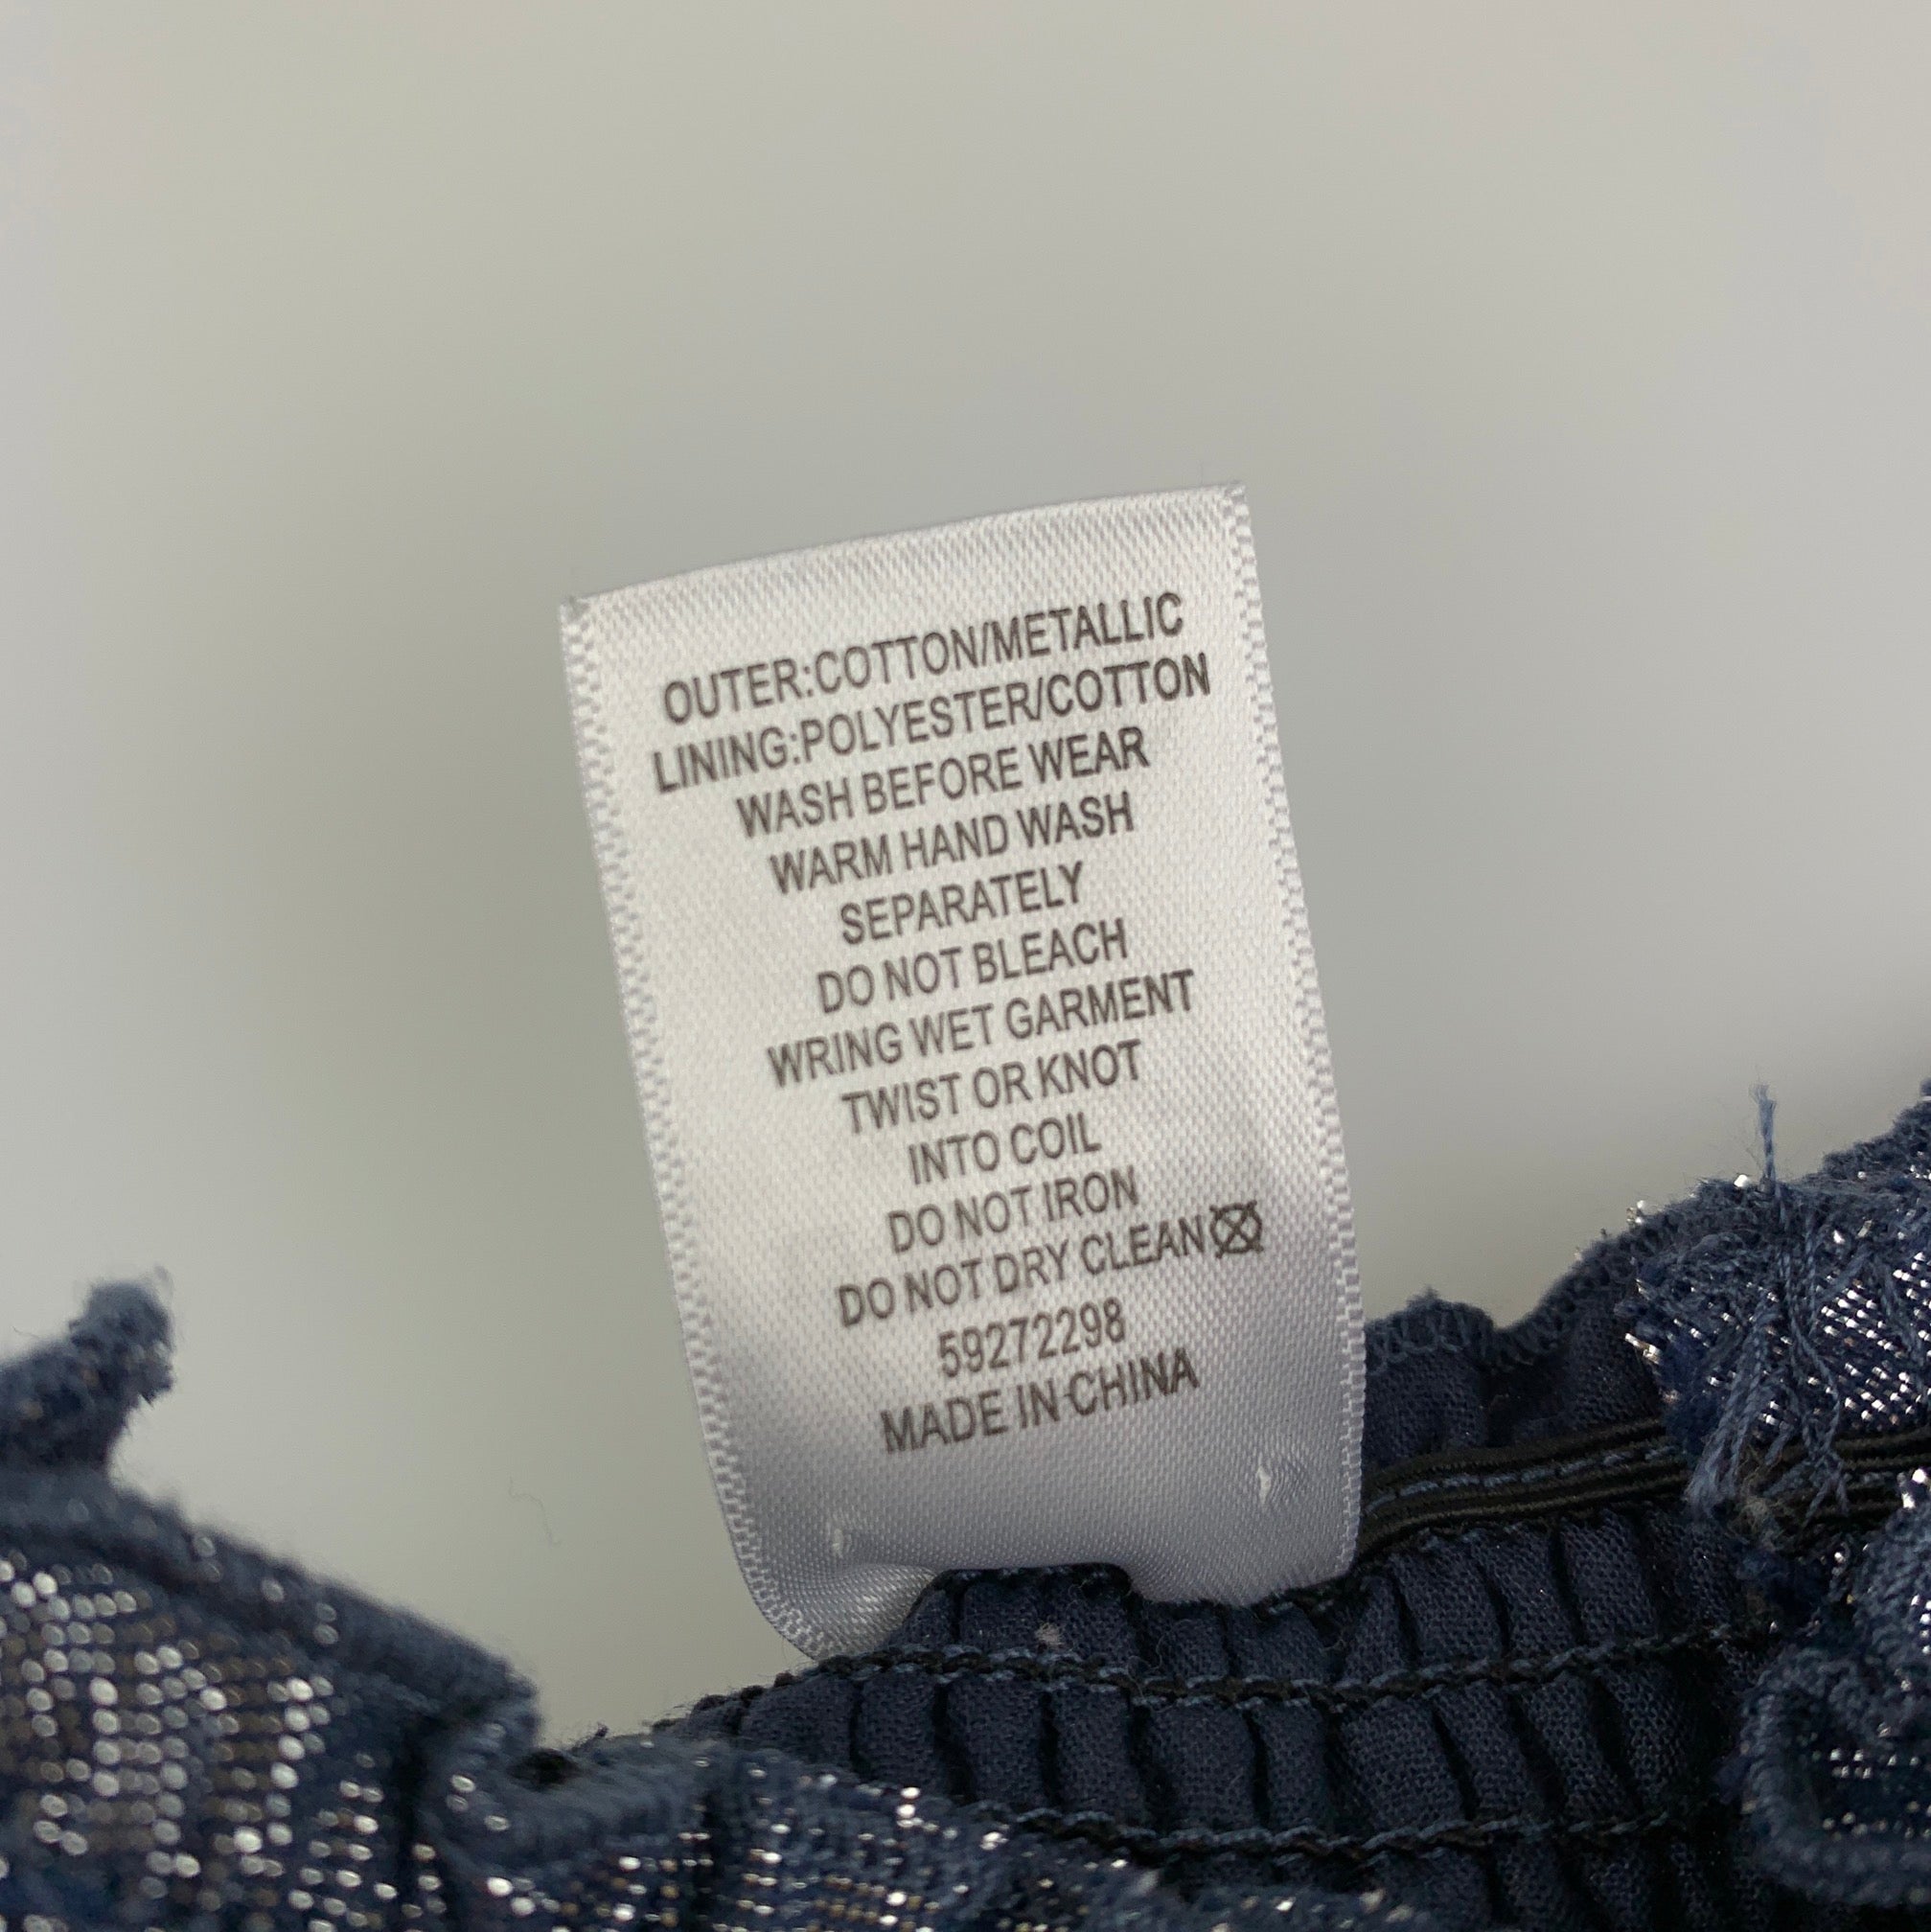 OUTER:COTTON/METALLIC
LINING:POLYESTER/COTTON
WASH BEFORE WEAR
WARM HAND WASH
SEPARATELY
DO NOT BLEACH
WRING WET GARMENT
TWIST OR KNOT
INTO COIL
DO NOT IRON
DO NOT DRY CLEAN
59272298
MADE IN CHINA